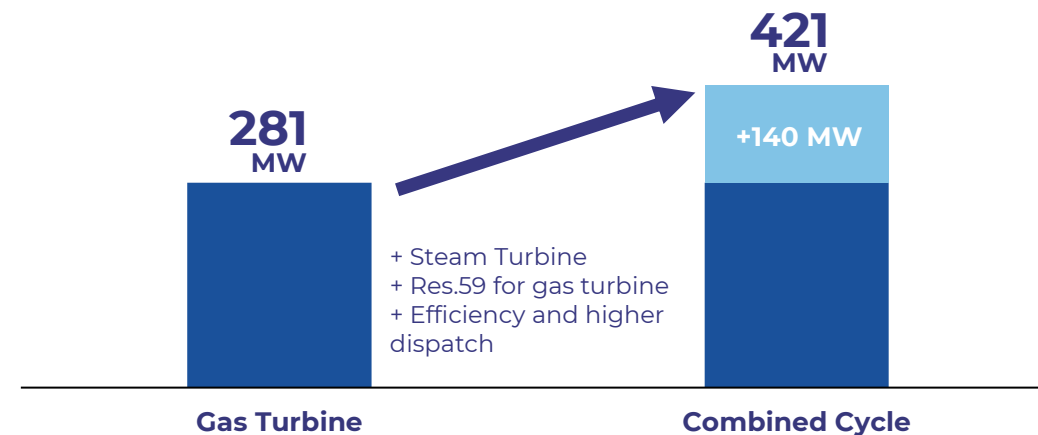 421
MW
281
MW
+140 MW
+ Steam Turbine
+ Res.59 for gas turbine
+ Efficiency and higher
dispatch
Gas Turbine
Combined Cycle